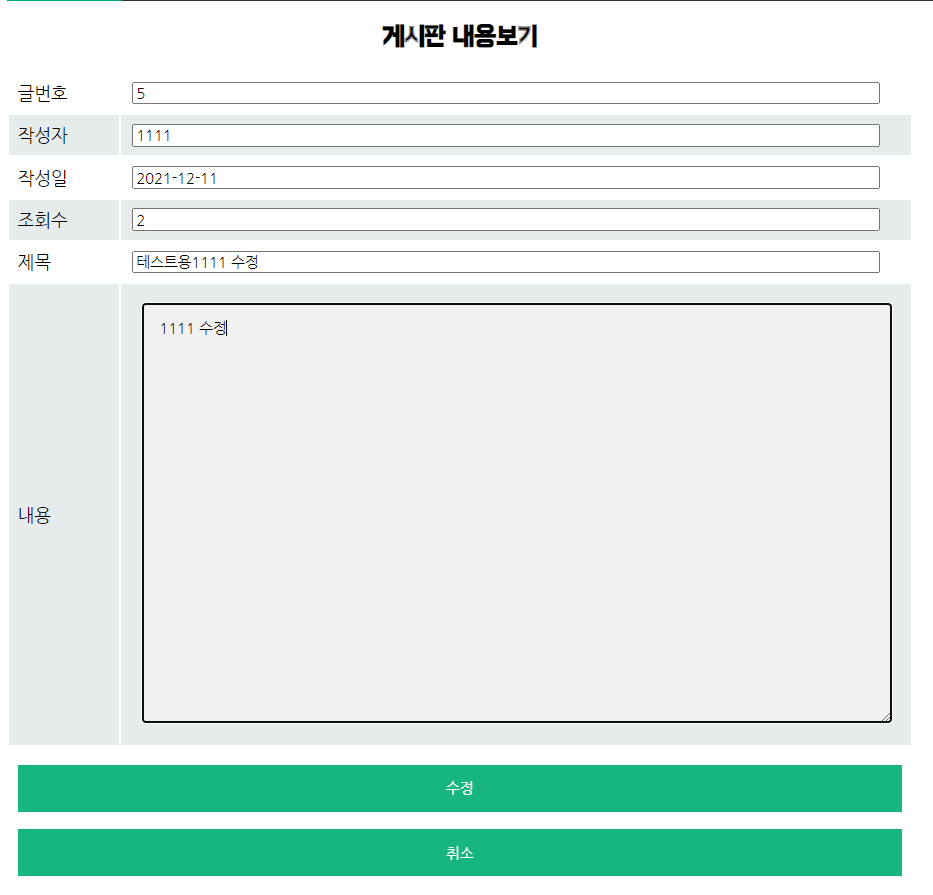 게시판 내용보기
글번호 5
작성자 1111
작성일 2021-12-11
조회수 2
제목 테스트용1111 수정
1111 수정
내용
수정
취소